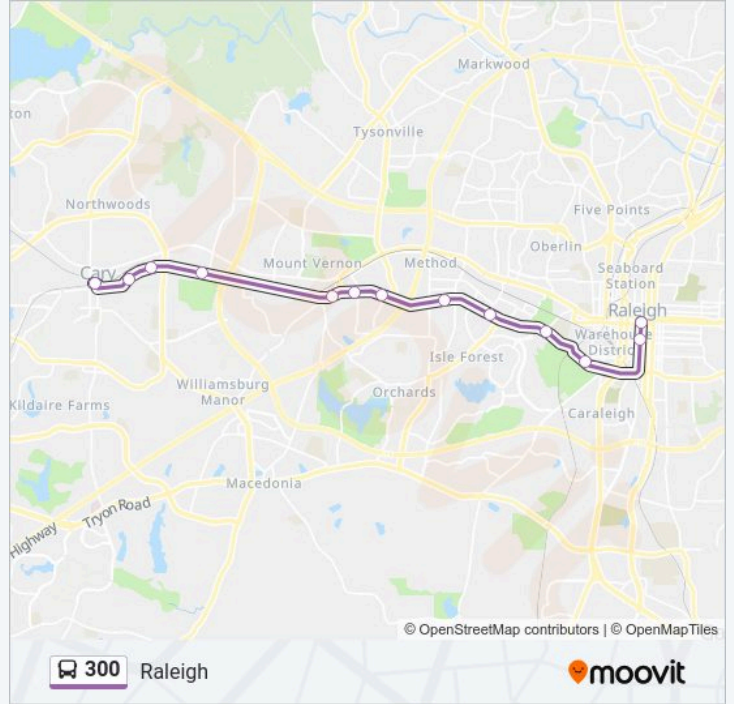 Markwood
ton
Tysonville
Northwoods
Five Points
Oberlin
Mount Vernon
Method
Seaboard
Station
Cary
Raleigh
Warehouse
District
Isle Forest
Williamsburg
Manor
Orchards
Kildaire Farms
Caraleigh
Macedonia
Tryon Road
Highway
© OpenStreetMap contributors | © OpenMapTiles
300
Raleigh
moovit